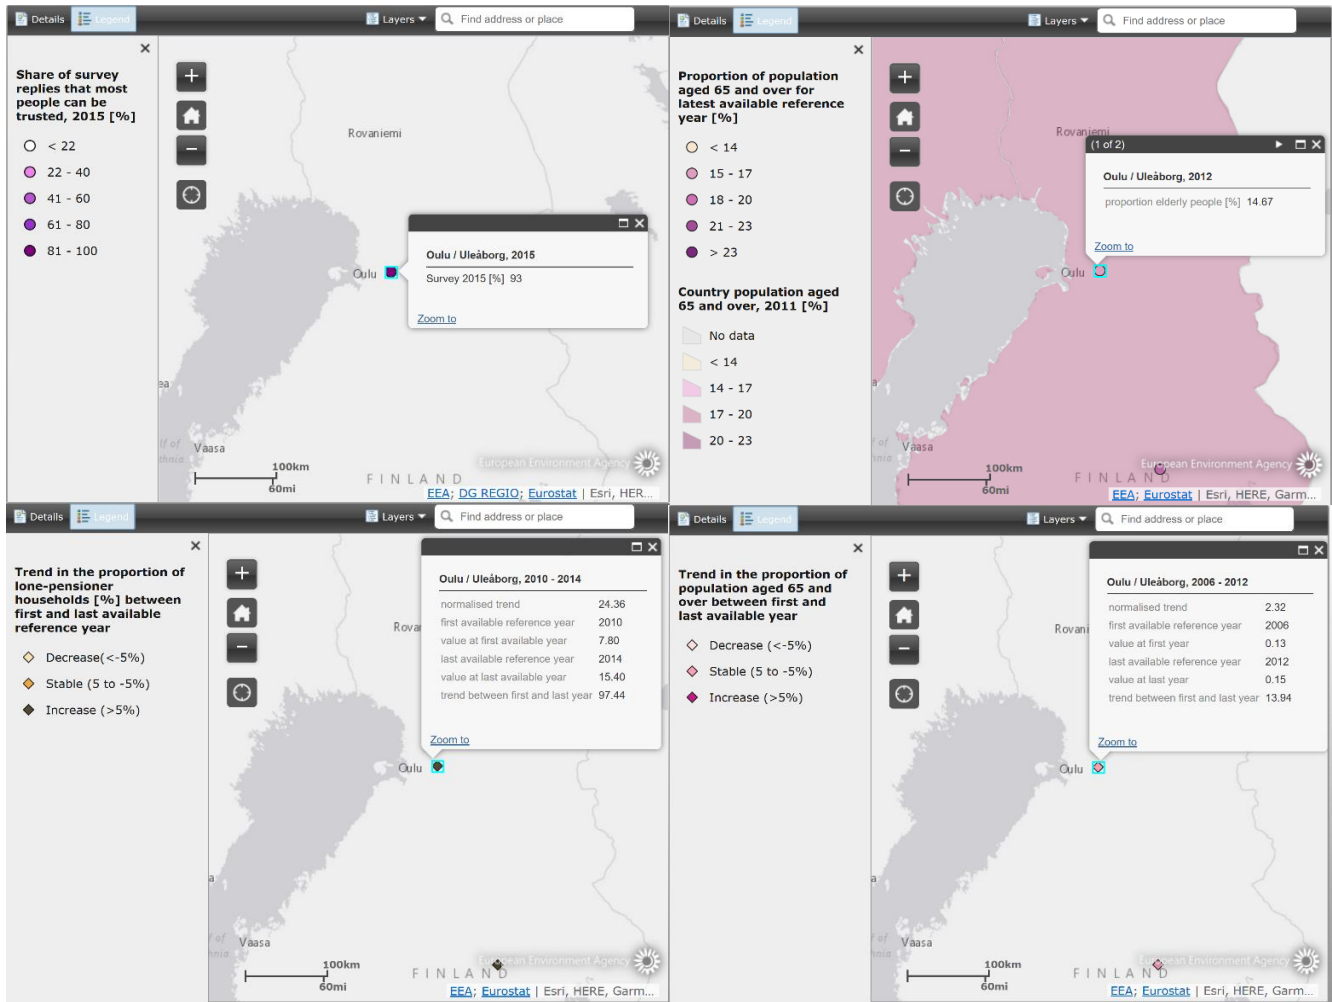 Details
Legend
Layers
Find address or place
Share of survey
replies that most
people can be
trusted, 2015 [%]
< 22
22 - 40
41 - 60
61 - 80
81 - 100
Rovaniemi
Oulu
Oulu / Uleåborg, 2015
Survey 2015 [%] 93
Zoom to
Vaasa
100km
60mi
FINLAND
European Environment Agency
EEA; DG REGIO; Eurostat | Esri, HER...
Details
Legend
Layers
Find address or place
Proportion of population
aged 65 and over for
latest available reference
year [%]
< 14
15 - 17
18 - 20
21 - 23
> 23
Country population aged
65 and over, 2011 [%]
No data
< 14
14 - 17
17 - 20
20 - 23
Rovaniemi
(1 of 2)
Oulu / Uleåborg, 2012
proportion elderly people [%] 14.67
Zoom to
Oulu
Vaasa
100km
60mi
FINLAND
European Environment Agency
EEA; Eurostat | Esri, HERE, Garm...
Details
Legend
Layers
Find address or place
Trend in the proportion of
lone-pensioner
households [%] between
first and last available
reference year
Decrease(<-5%)
Stable (5 to -5%)
Increase (>5%)
Rova
Oulu / Uleåborg, 2010 - 2014
normalised trend 24.36
first available reference year 2010
value at first available year 7.80
last available reference year 2014
value at last available year 15.40
trend between first and last year 97.44
Zoom to
Oulu
Vaasa
100km
60mi
FINLAND
European Environment Agency
EEA; Eurostat | Esri, HERE, Garm...
Details
Legend
Layers
Find address or place
Trend in the proportion of
population aged 65 and
over between first and
last available year
Decrease (<-5%)
Stable (5 to -5%)
Increase (>5%)
Rovani
Oulu / Uleåborg, 2006 - 2012
normalised trend 2.32
first available reference year 2006
value at first year 0.13
last available reference year 2012
value at last year 0.15
trend between first and last year 13.94
Zoom to
Oulu
Vaasa
100km
60mi
FINLAND
European Environment Agency
EEA; Eurostat | Esri, HERE, Garm...